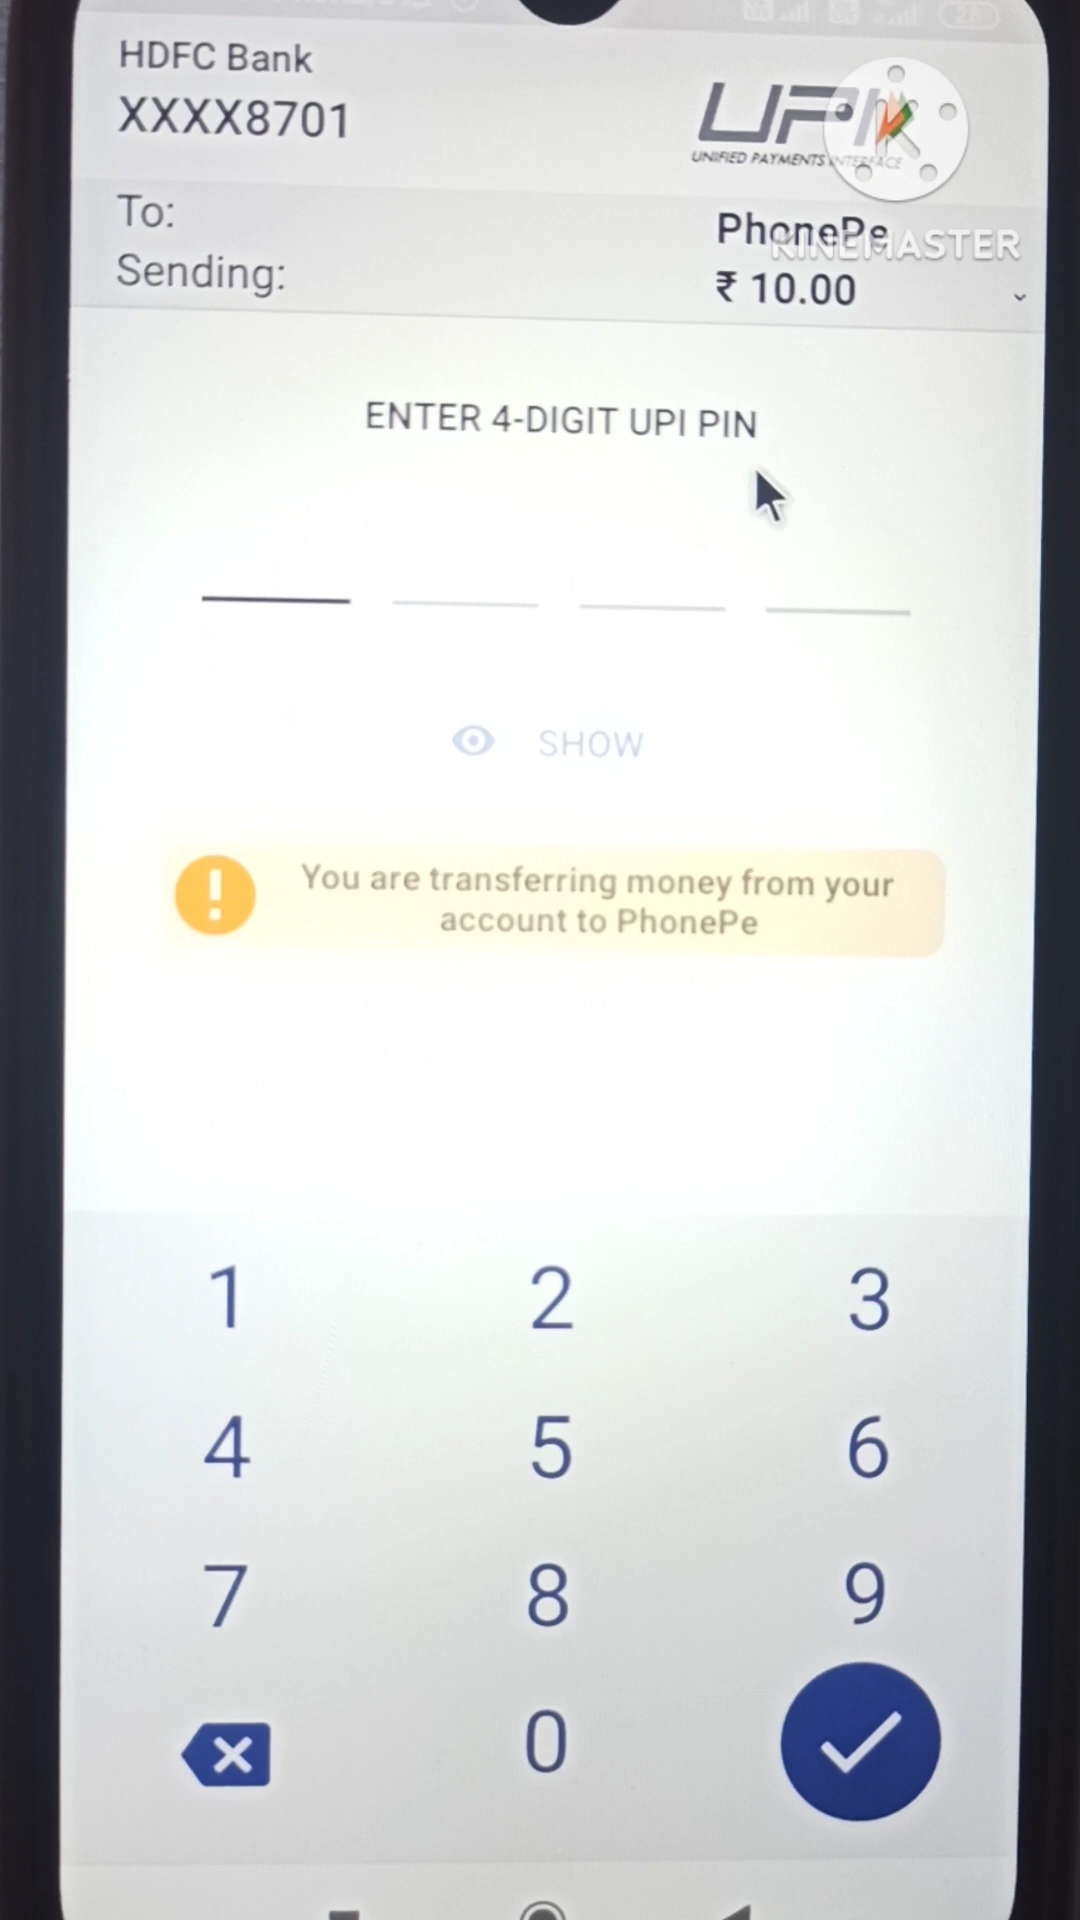 HDFC Bank
XXXX8701
UPI
UNIFIED PAYMENTS INTERFACE
KINEMASTER
To: PhonePe
Sending: ₹ 10.00
ENTER 4-DIGIT UPI PIN
SHOW
You are transferring money from your
account to PhonePe
1 2 3
4 5 6
7 8 9
0